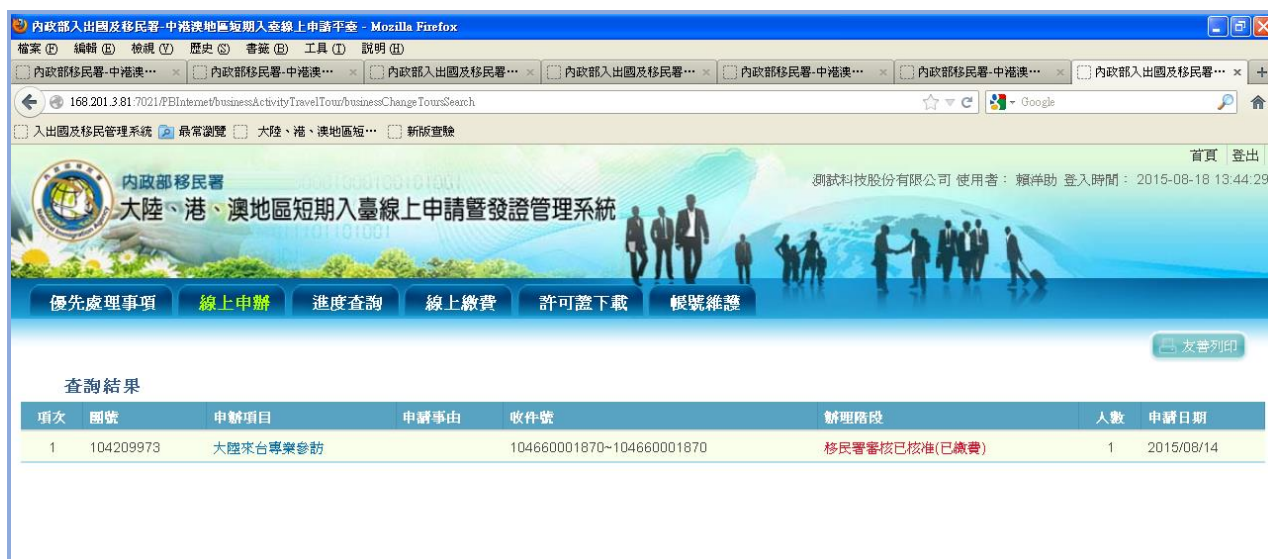 內政部入出國及移民署-中港澳地區短期入臺線上申請平臺 - Mozilla Firefox
檔案(F) 編輯(E) 檢視(V) 歷史(S) 書籤(B) 工具(T) 說明(H)
內政部移民署-中港澳… 內政部移民署-中港澳… 內政部入出國及移民署… 內政部入出國及移民署… 內政部移民署-中港澳… 內政部移民署-中港澳… 內政部入出國及移民署…
168.201.3.81:7021/PBInternet/businessActivityTravelTour/businessChangeToursSearch Google
入出國及移民管理系統 最常瀏覽 大陸、港、澳地區短… 新版查驗
首頁 登出
內政部移民署
測試科技股份有限公司 使用者： 賴洋助 登入時間： 2015-08-18 13:44:29
大陸、港、澳地區短期入臺線上申請暨發證管理系統
優先處理事項 線上申辦 進度查詢 線上繳費 許可證下載 帳號維護
友善列印
查詢結果
項次 團號 申辦項目 申請事由 收件號 辦理階段 人數 申請日期
1 104209973 大陸來台專業參訪 104660001870~104660001870 移民署審核已核准(已繳費) 1 2015/08/14